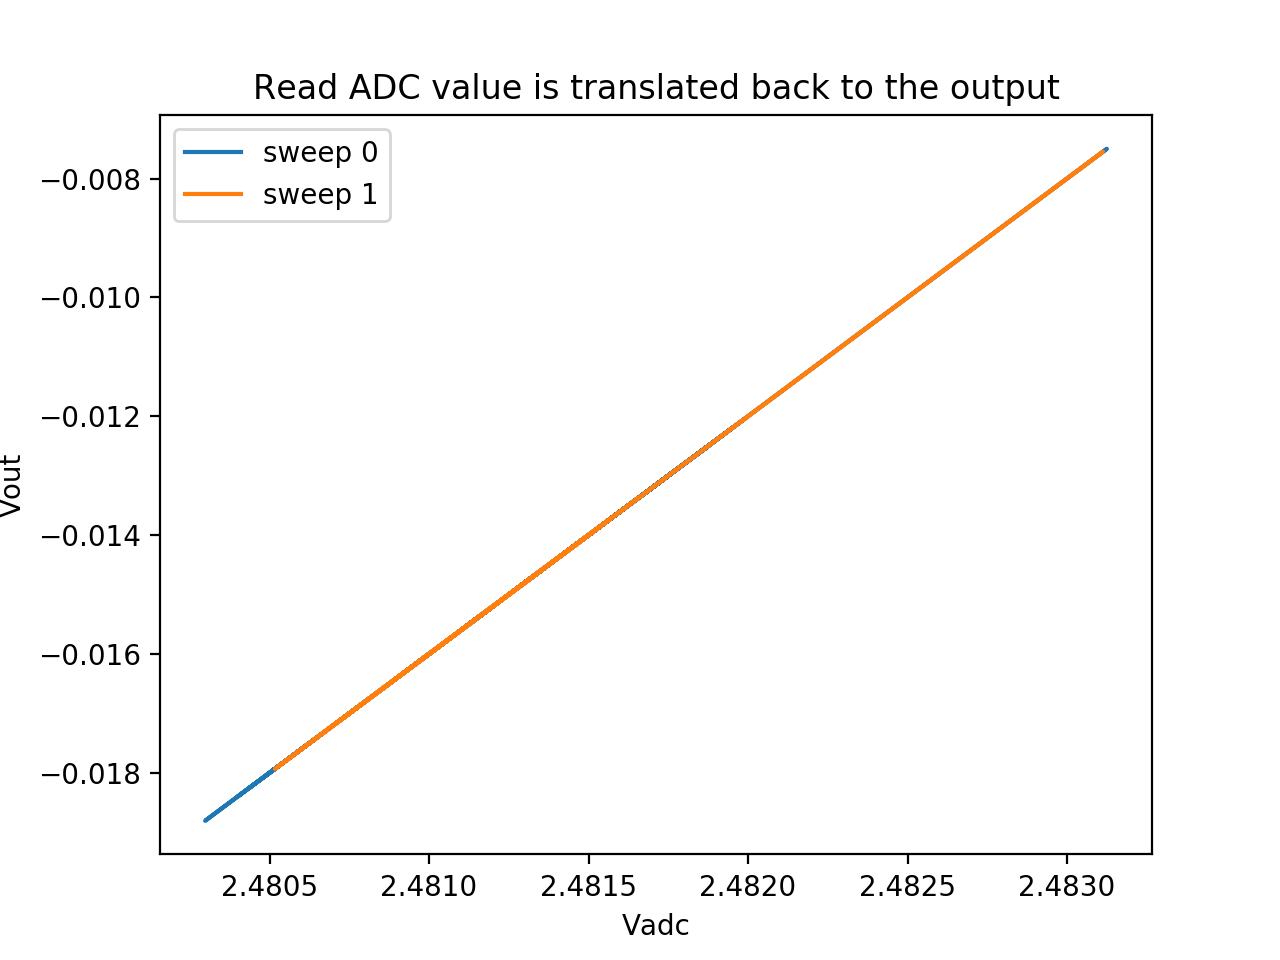 Read ADC value is translated back to the output
sweep 0
sweep 1
−0.008
−0.010
−0.012
−0.014
−0.016
−0.018
Vout
2.4805 2.4810 2.4815 2.4820 2.4825 2.4830
Vadc